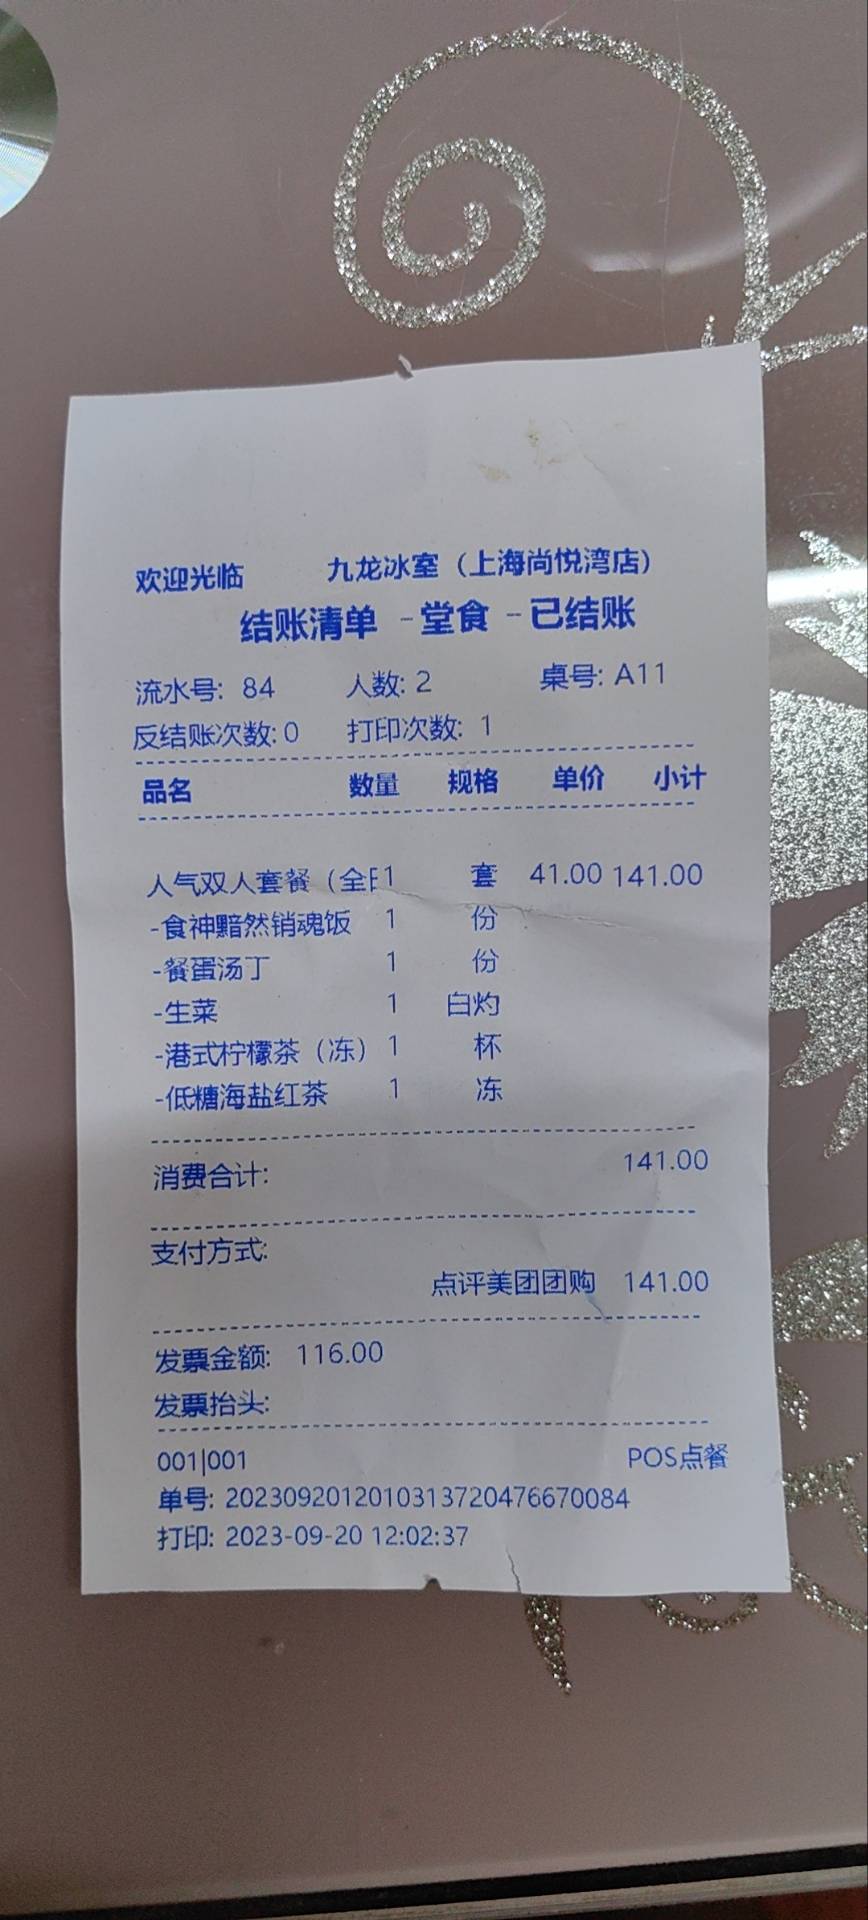 欢迎光临 九龙冰室（上海尚悦湾店）
结账清单 -堂食 -已结账
流水号: 84 人数: 2 桌号: A11
反结账次数: 0 打印次数: 1
品名 数量 规格 单价 小计
人气双人套餐（全日1 套 41.00 141.00
-食神黯然销魂饭 1 份
-餐蛋汤丁 1 份
-生菜 1 白灼
-港式柠檬茶（冻） 1 杯
-低糖海盐红茶 1 冻
消费合计: 141.00
支付方式:
点评美团团购 141.00
发票金额: 116.00
发票抬头:
001|001 POS点餐
单号: 2023092012010313720476670084
打印: 2023-09-20 12:02:37